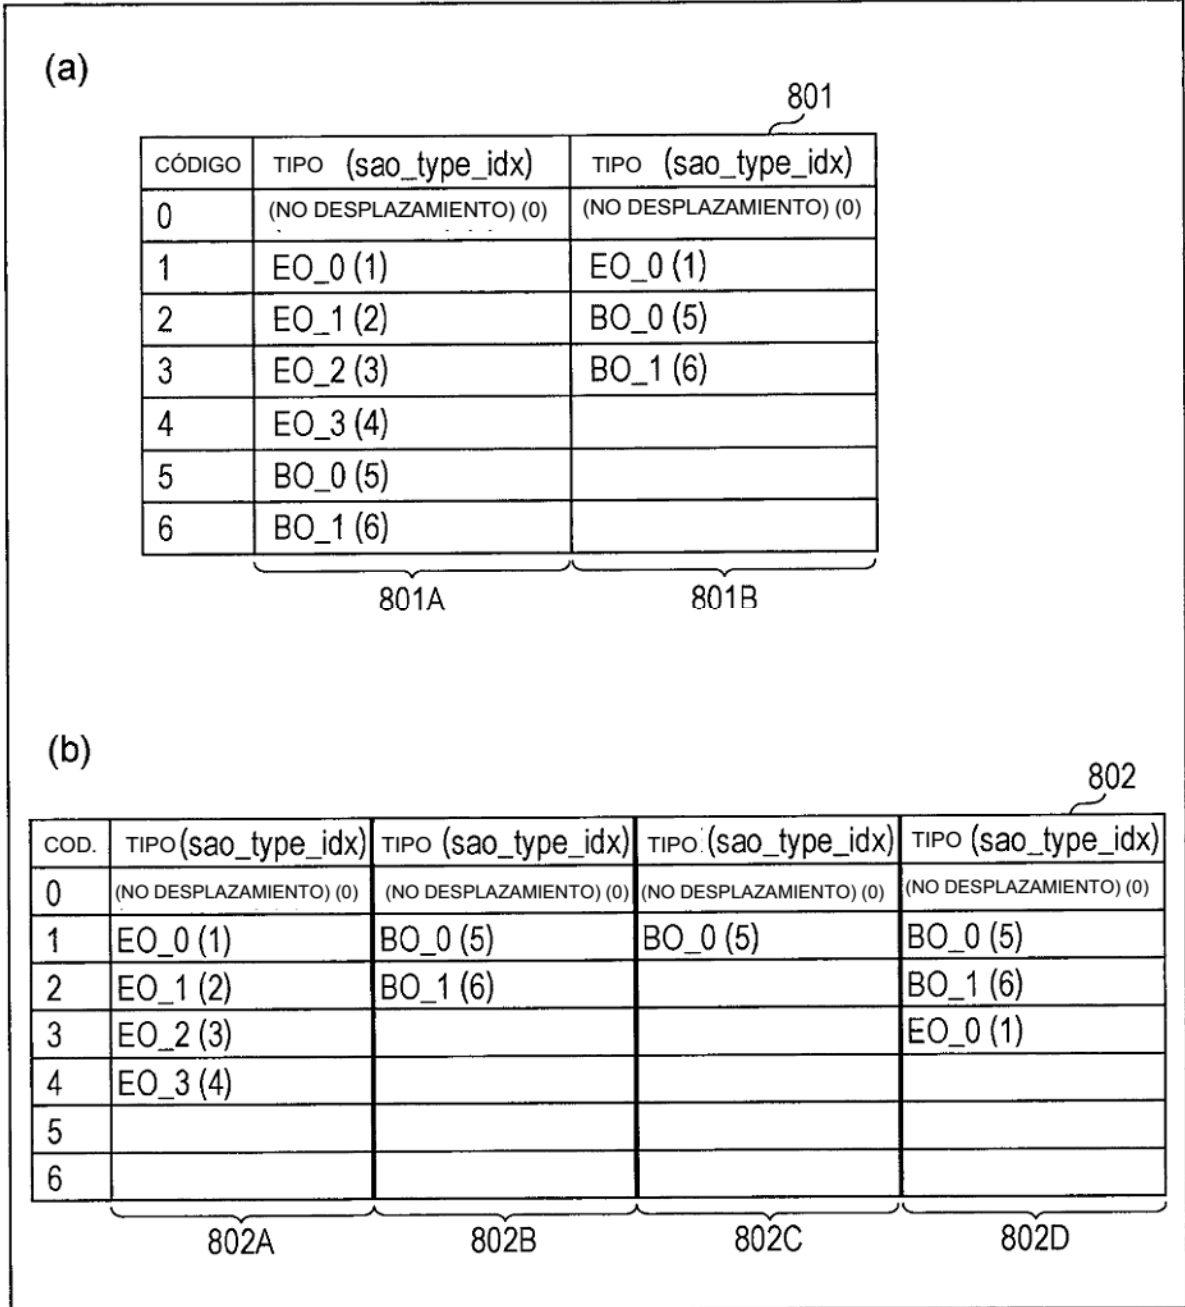 (a)
801
CÓDIGO TIPO (sao_type_idx) TIPO (sao_type_idx)
0 (NO DESPLAZAMIENTO) (0) (NO DESPLAZAMIENTO) (0)
1 EO_0 (1) EO_0 (1)
2 EO_1 (2) BO_0 (5)
3 EO_2 (3) BO_1 (6)
4 EO_3 (4)
5 BO_0 (5)
6 BO_1 (6)
801A 801B
(b)
802
COD. TIPO (sao_type_idx) TIPO (sao_type_idx) TIPO (sao_type_idx) TIPO (sao_type_idx)
0 (NO DESPLAZAMIENTO) (0) (NO DESPLAZAMIENTO) (0) (NO DESPLAZAMIENTO) (0) (NO DESPLAZAMIENTO) (0)
1 EO_0 (1) BO_0 (5) BO_0 (5) BO_0 (5)
2 EO_1 (2) BO_1 (6) BO_1 (6)
3 EO_2 (3) EO_0 (1)
4 EO_3 (4)
5
6
802A 802B 802C 802D